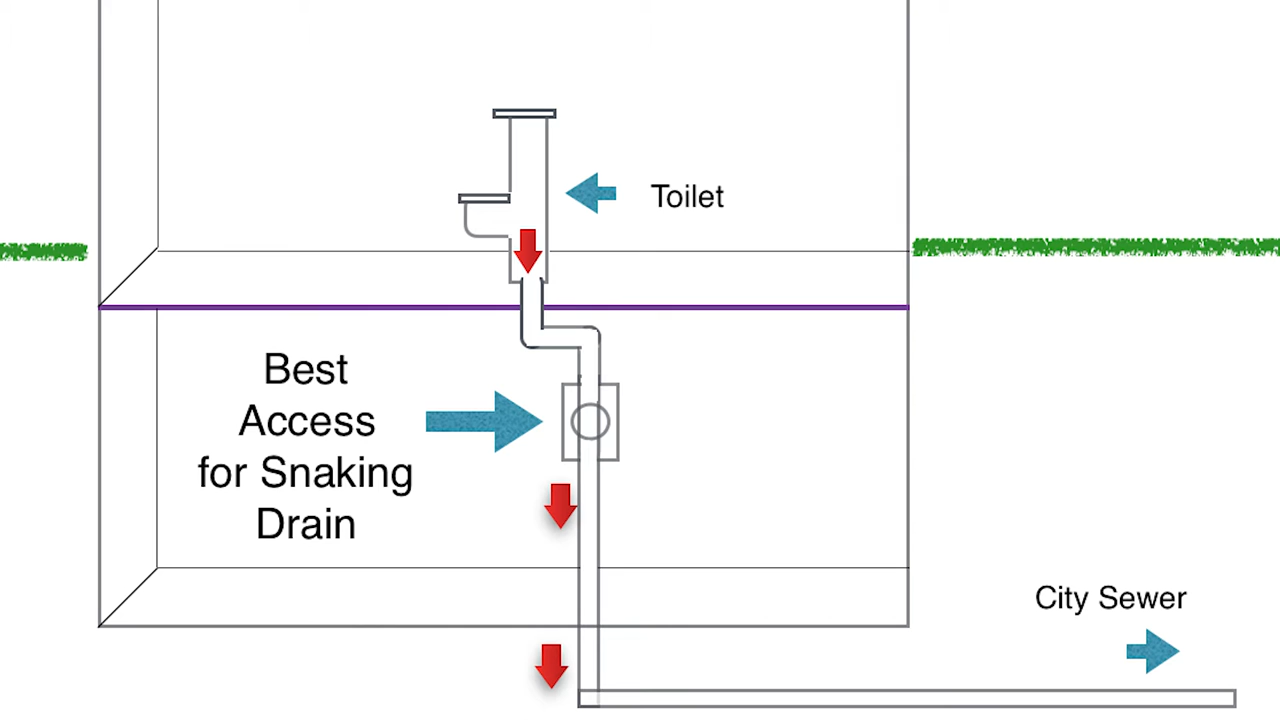 Toilet
Best
Access
for Snaking
Drain
City Sewer